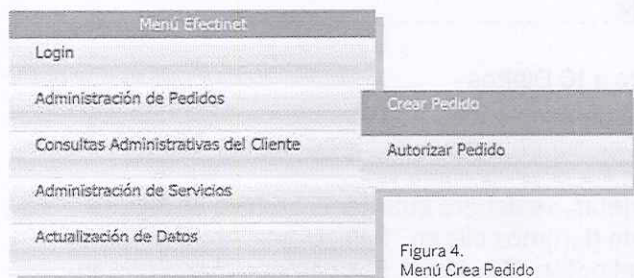 Menú Efectinet
Login
Administración de Pedidos
Crear Pedido
Consultas Administrativas del Cliente
Autorizar Pedido
Administración de Servicios
Actualización de Datos
Figura 4.
Menú Crea Pedido